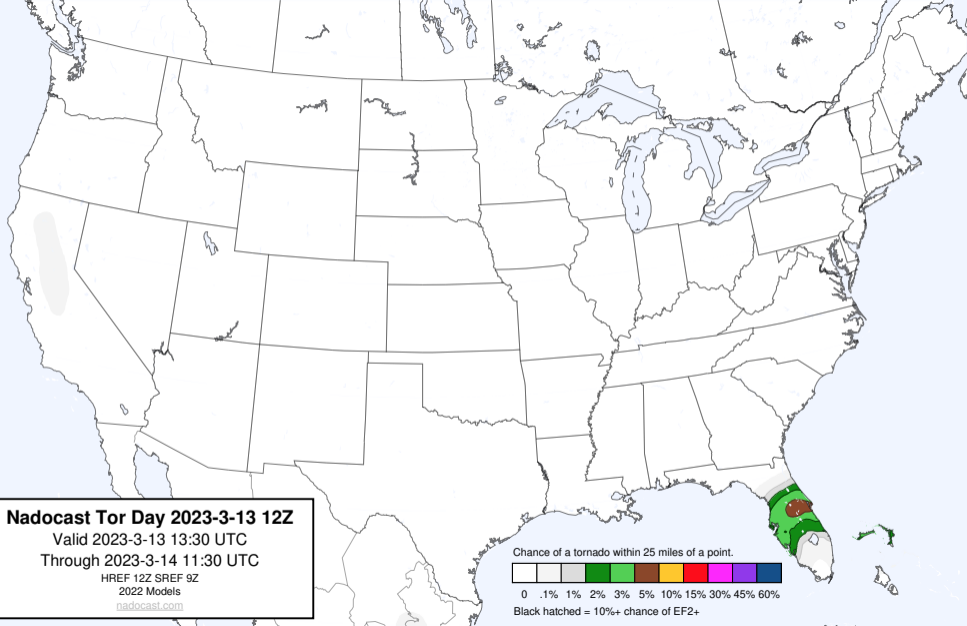 Nadocast Tor Day 2023-3-13 12Z
Valid 2023-3-13 13:30 UTC
Through 2023-3-14 11:30 UTC
HREF 12Z SREF 9Z
2022 Models
nadocast.com
Chance of a tornado within 25 miles of a point.
0 .1% 1% 2% 3% 5% 10% 15% 30% 45% 60%
Black hatched = 10%+ chance of EF2+